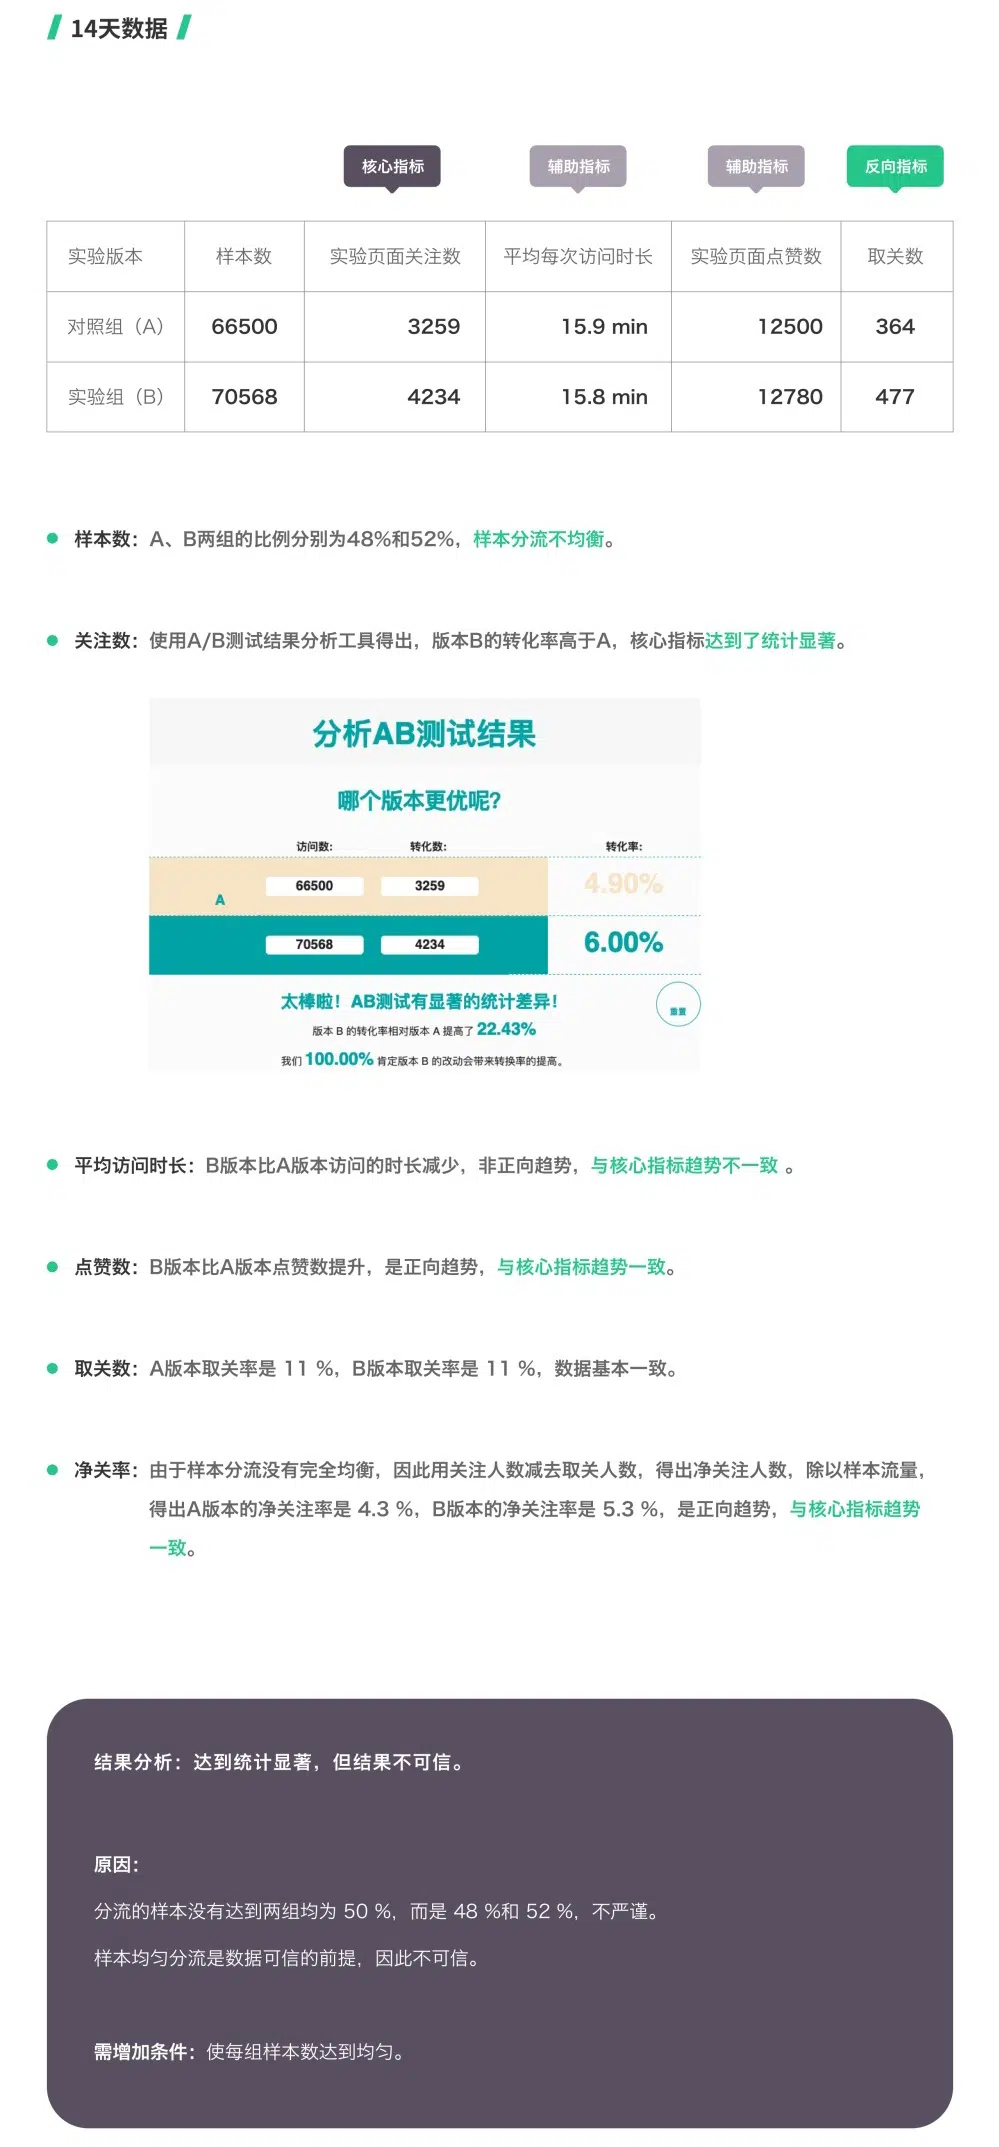 14天数据
核心指标 辅助指标 辅助指标 反向指标
实验版本 样本数 实验页面关注数 平均每次访问时长 实验页面点赞数 取关数
对照组（A） 66500 3259 15.9 min 12500 364
实验组（B） 70568 4234 15.8 min 12780 477
样本数：A、B两组的比例分别为48%和52%，样本分流不均衡。
关注数：使用A/B测试结果分析工具得出，版本B的转化率高于A，核心指标达到了统计显著。
分析AB测试结果
哪个版本更优呢？
访问数: 转化数: 转化率:
A 66500 3259 4.90%
70568 4234 6.00%
太棒啦！AB测试有显著的统计差异！
重置
版本 B 的转化率相对版本 A 提高了 22.43%
我们 100.00% 肯定版本 B 的改动会带来转换率的提高。
平均访问时长：B版本比A版本访问的时长减少，非正向趋势，与核心指标趋势不一致 。
点赞数：B版本比A版本点赞数提升，是正向趋势，与核心指标趋势一致。
取关数：A版本取关率是 11 %，B版本取关率是 11 %，数据基本一致。
净关率：由于样本分流没有完全均衡，因此用关注人数减去取关人数，得出净关注人数，除以样本流量，
得出A版本的净关注率是 4.3 %，B版本的净关注率是 5.3 %，是正向趋势，与核心指标趋势
一致。
结果分析：达到统计显著，但结果不可信。
原因：
分流的样本没有达到两组均为 50 %，而是 48 %和 52 %，不严谨。
样本均匀分流是数据可信的前提，因此不可信。
需增加条件：使每组样本数达到均匀。